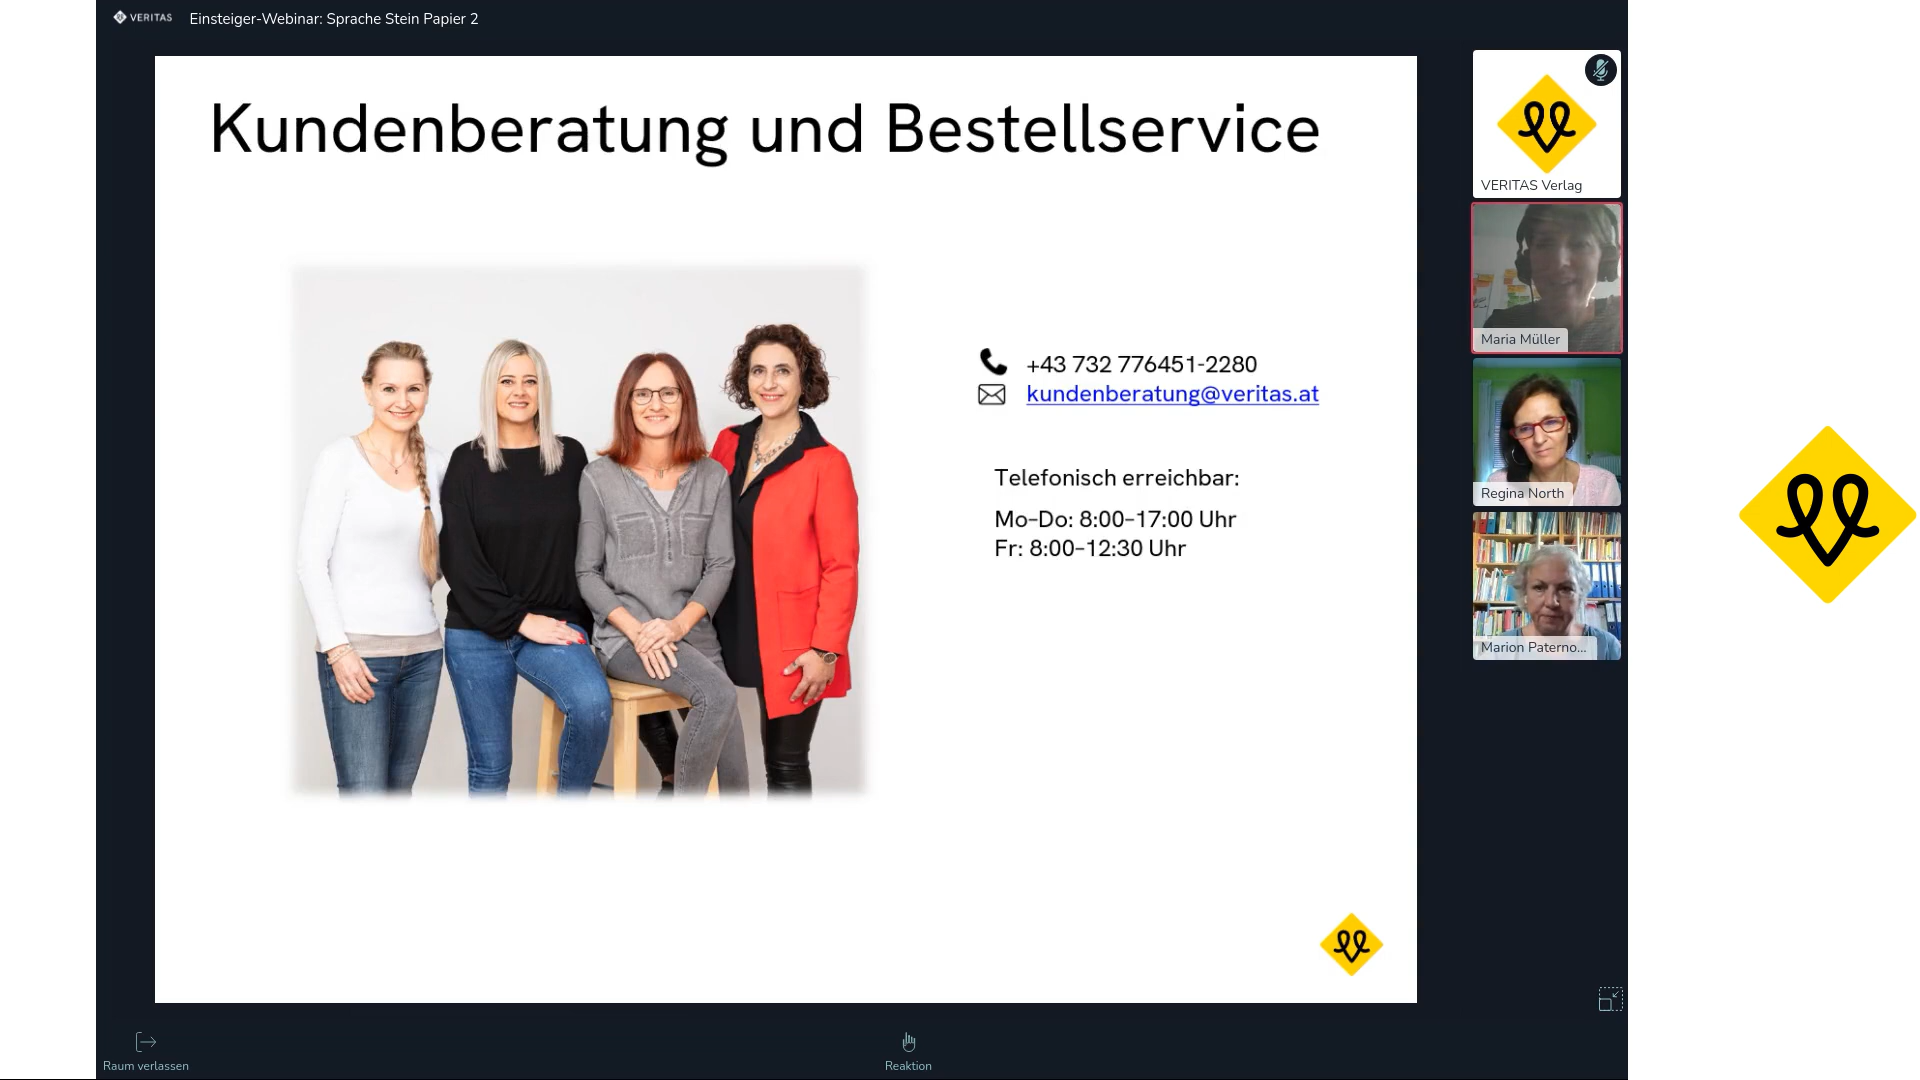 VERITAS
Einsteiger-Webinar: Sprache Stein Papier 2
Kundenberatung und Bestellservice
+43 732 776451-2280
kundenberatung@veritas.at
Telefonisch erreichbar:
Mo–Do: 8:00–17:00 Uhr
Fr: 8:00–12:30 Uhr
VERITAS Verlag
Maria Müller
Regina North
Marion Paterno...
Raum verlassen
Reaktion